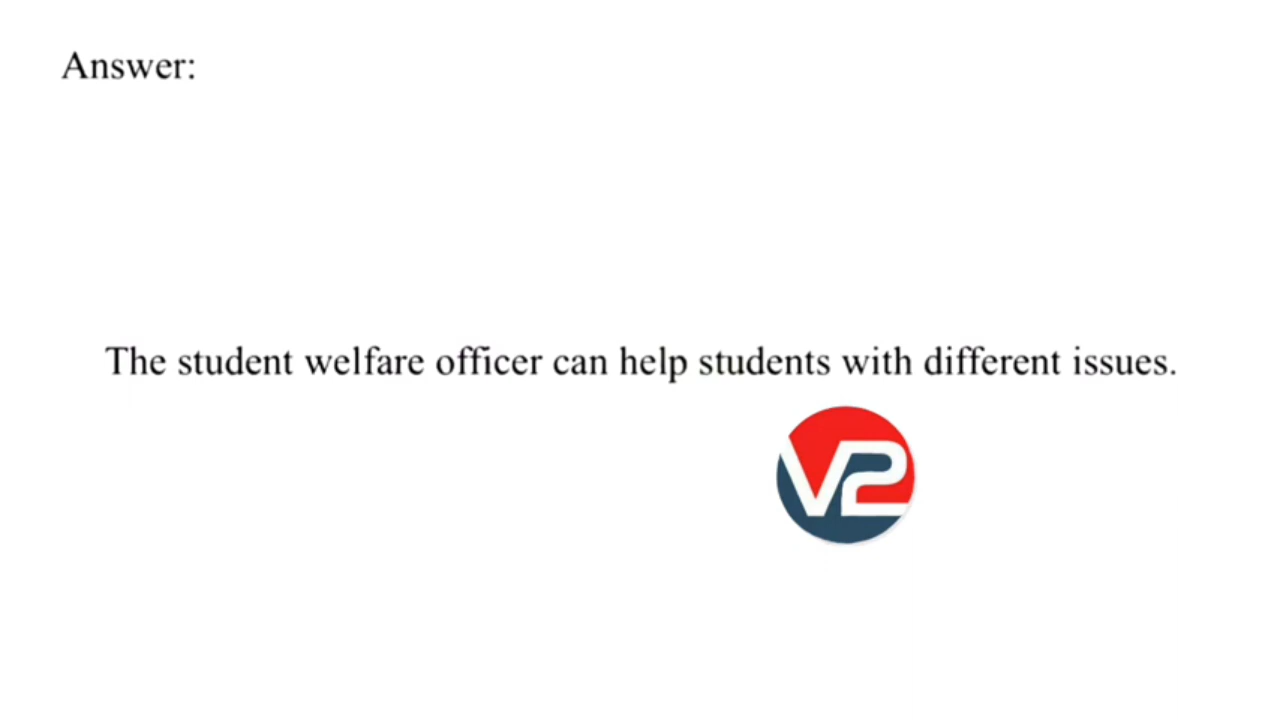 Answer:
The student welfare officer can help students with different issues.
V2